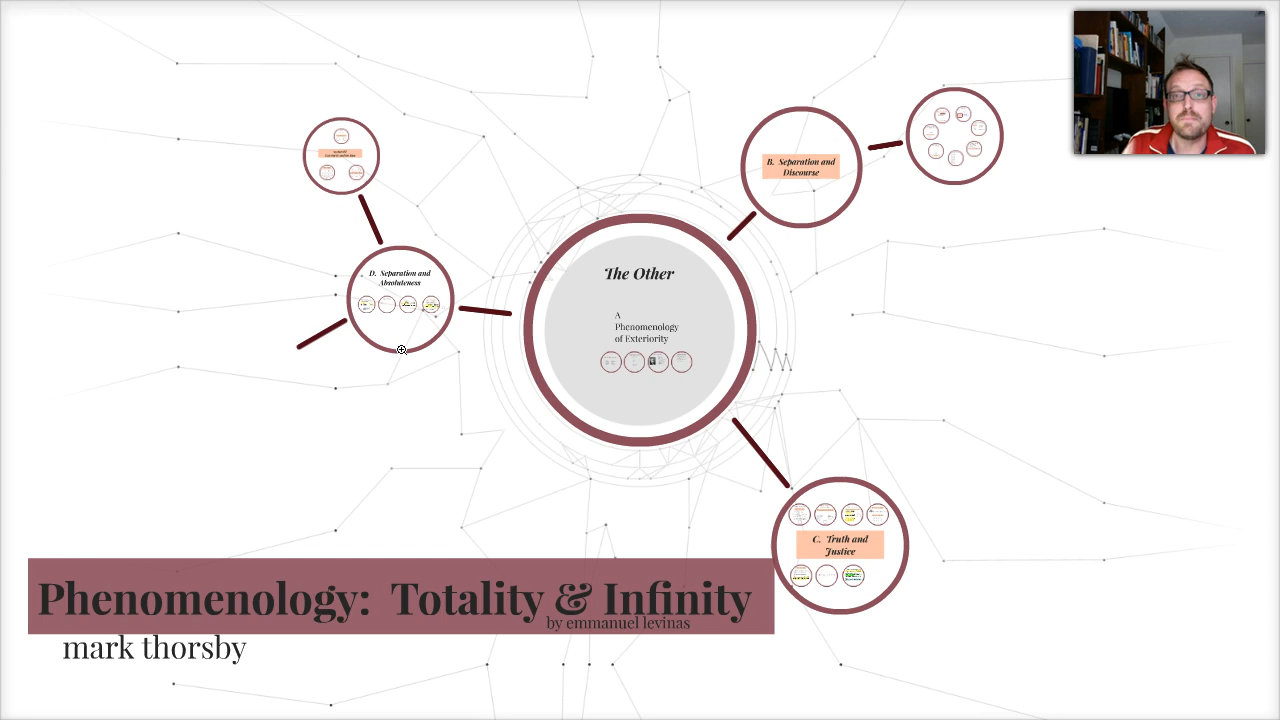 B. Separation and
Discourse
D. Separation and
Absoluteness
The Other
A
Phenomenology
of Exteriority
C. Truth and
Justice
Phenomenology: Totality & Infinity
by emmanuel levinas
mark thorsby